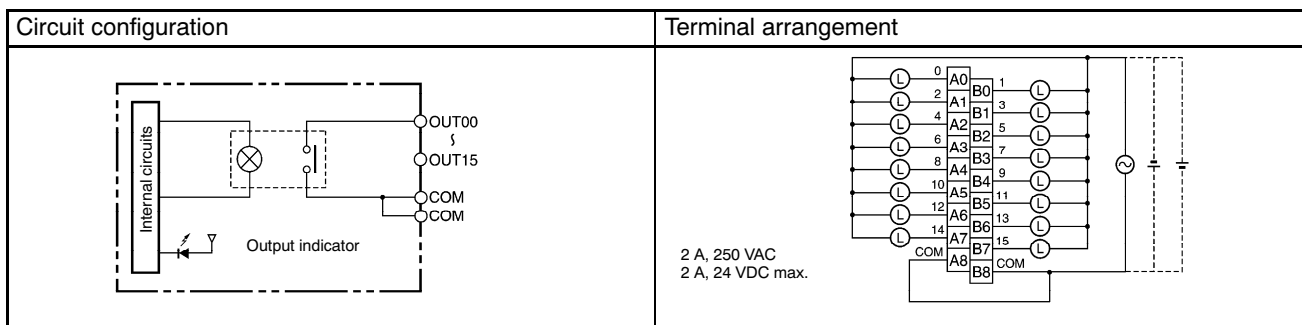 Circuit configuration
Terminal arrangement
Internal circuits
OUT00
OUT15
COM
COM
Output indicator
L 0 A0
B0 1 L
L 2 A1
B1 3 L
L 4 A2
B2 5 L
L 6 A3
B3 7 L
L 8 A4
B4 9 L
L 10 A5
B5 11 L
L 12 A6
B6 13 L
L 14 A7
B7 15 L
COM A8
B8 COM
2 A, 250 VAC
2 A, 24 VDC max.